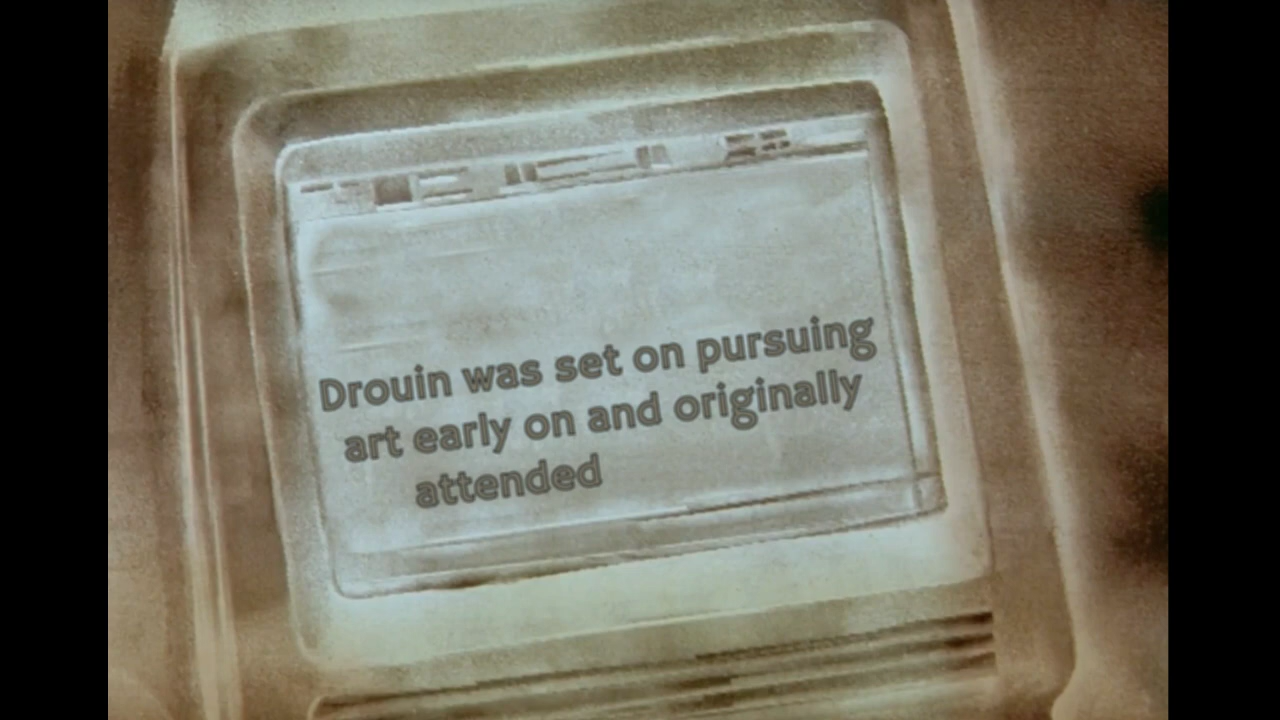 Drouin was set on pursuing
art early on and originally
attended